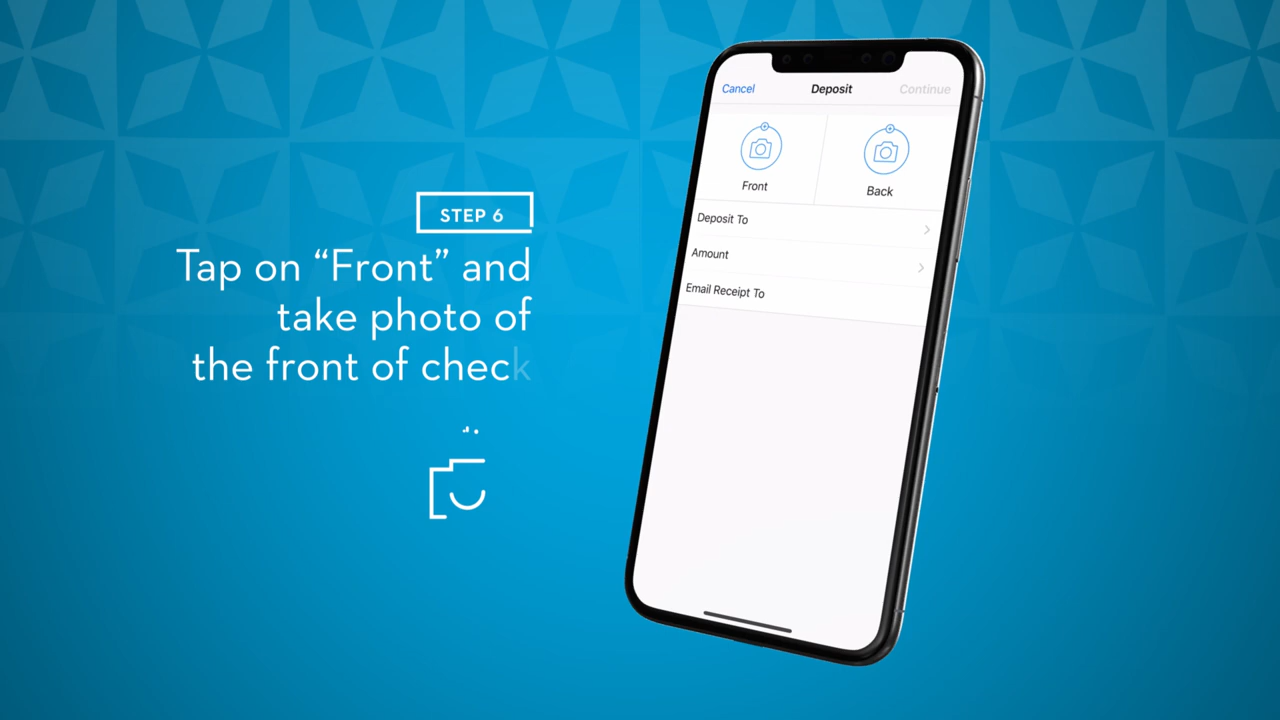 STEP 6
Tap on “Front” and
take photo of
the front of check
Cancel
Deposit
Continue
Front
Back
Deposit To
Amount
Email Receipt To